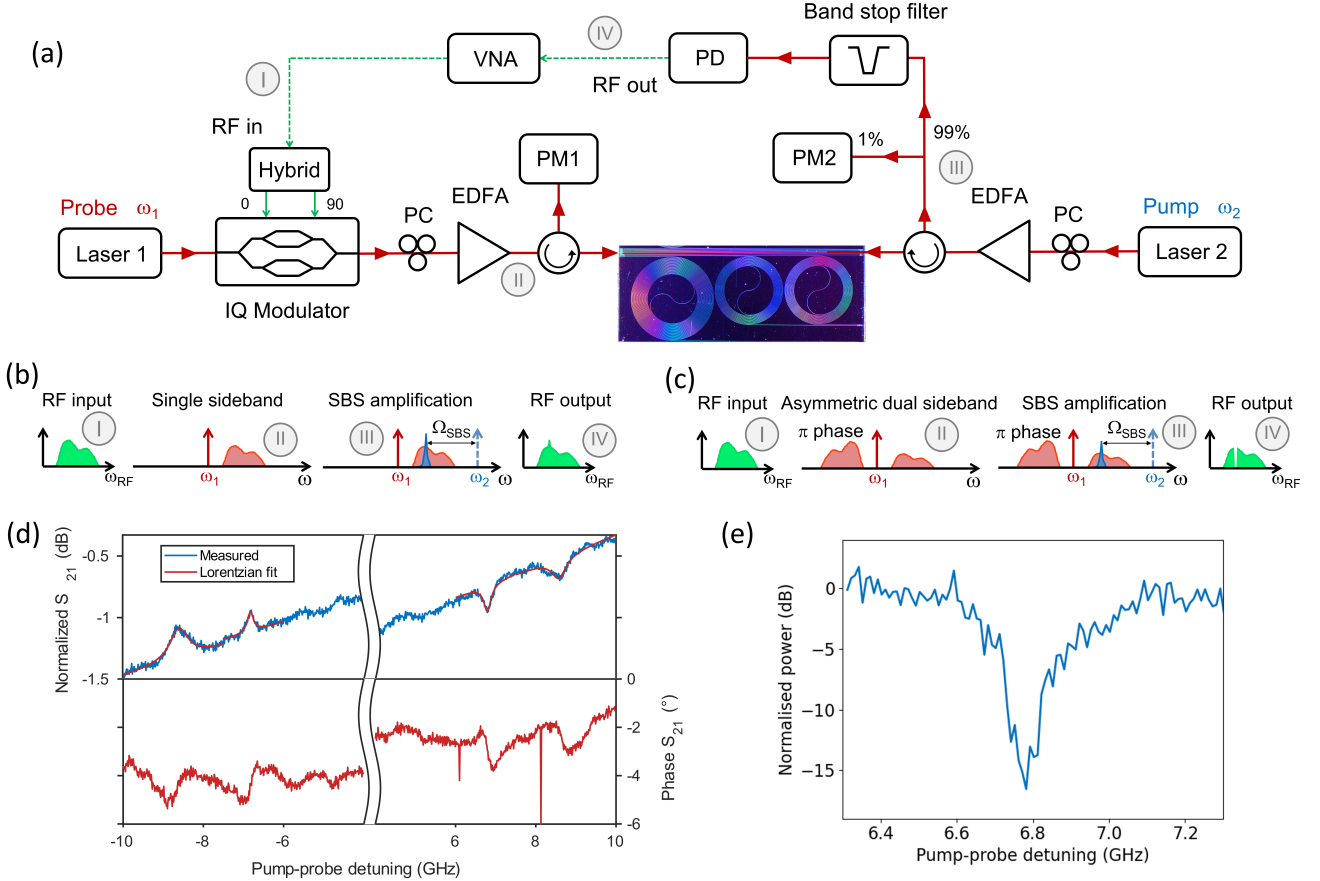 (a)
Band stop filter
VNA
IV
PD
RF out
I
RF in
Hybrid
0
90
PM1
PM2
1%
99%
III
EDFA
EDFA
PC
PC
Probe ω1
Laser 1
IQ Modulator
II
Pump ω2
Laser 2
(b)
RF input
Single sideband
SBS amplification
RF output
I
II
III
IV
ΩSBS
ωRF
ω1
ω
ω1
ω2
ω
ωRF
(c)
RF input
Asymmetric dual sideband
SBS amplification
RF output
I
π phase
II
π phase
ΩSBS
III
IV
ωRF
ω1
ω
ω1
ω2
ω
ωRF
(d)
Normalized S 21 (dB)
-0.5
-1
-1.5
Measured
Lorentzian fit
0
-2
-4
-6
Phase S21 (°)
-10
-8
-6
6
8
10
Pump-probe detuning (GHz)
(e)
Normalised power (dB)
0
−5
−10
−15
6.4
6.6
6.8
7.0
7.2
Pump-probe detuning (GHz)